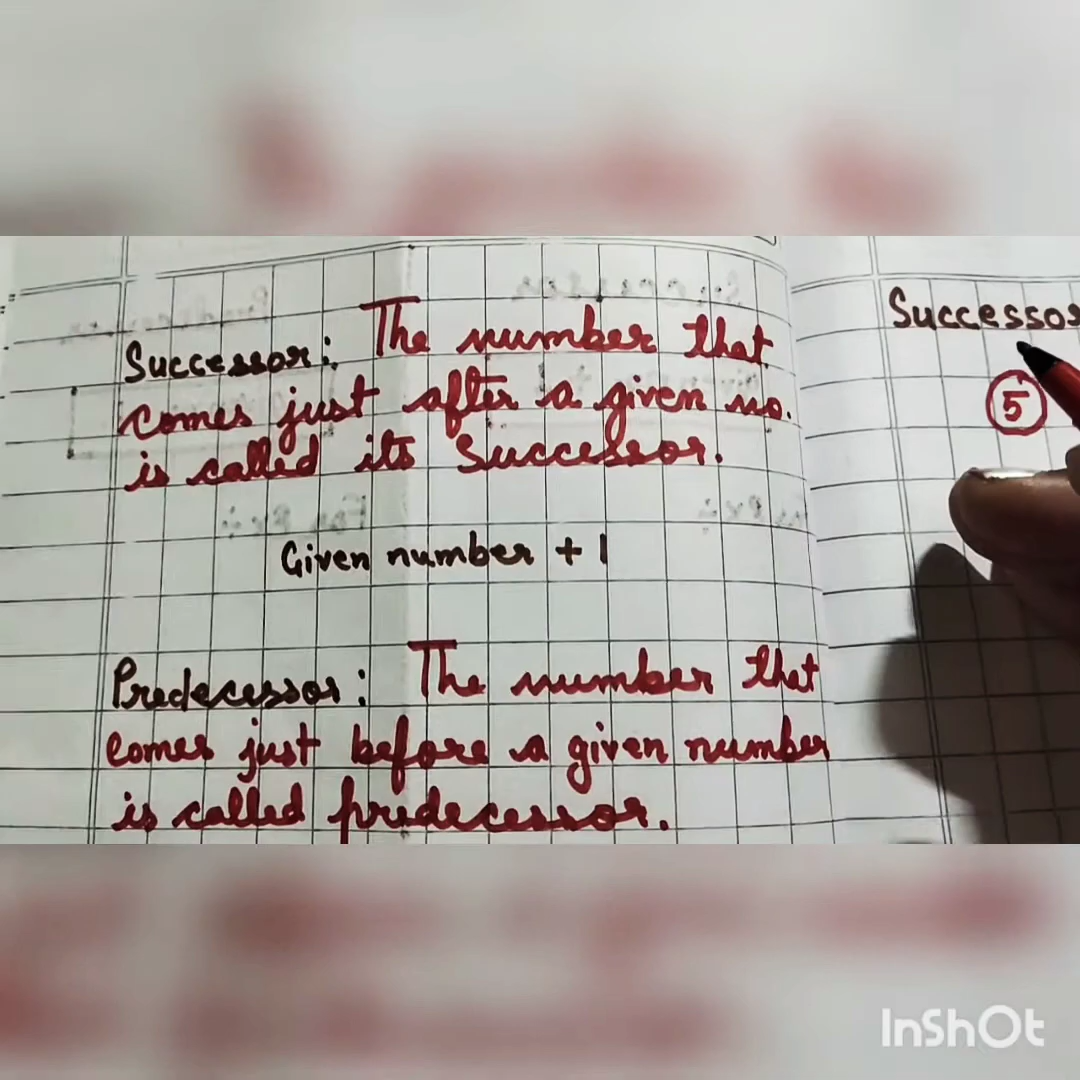 Successor: The number that
comes just after a given no.
is called its Successor.
Given number + 1
Predecessor: The number that
comes just before a given number
is called predecessor.
Successor
5
InShOt